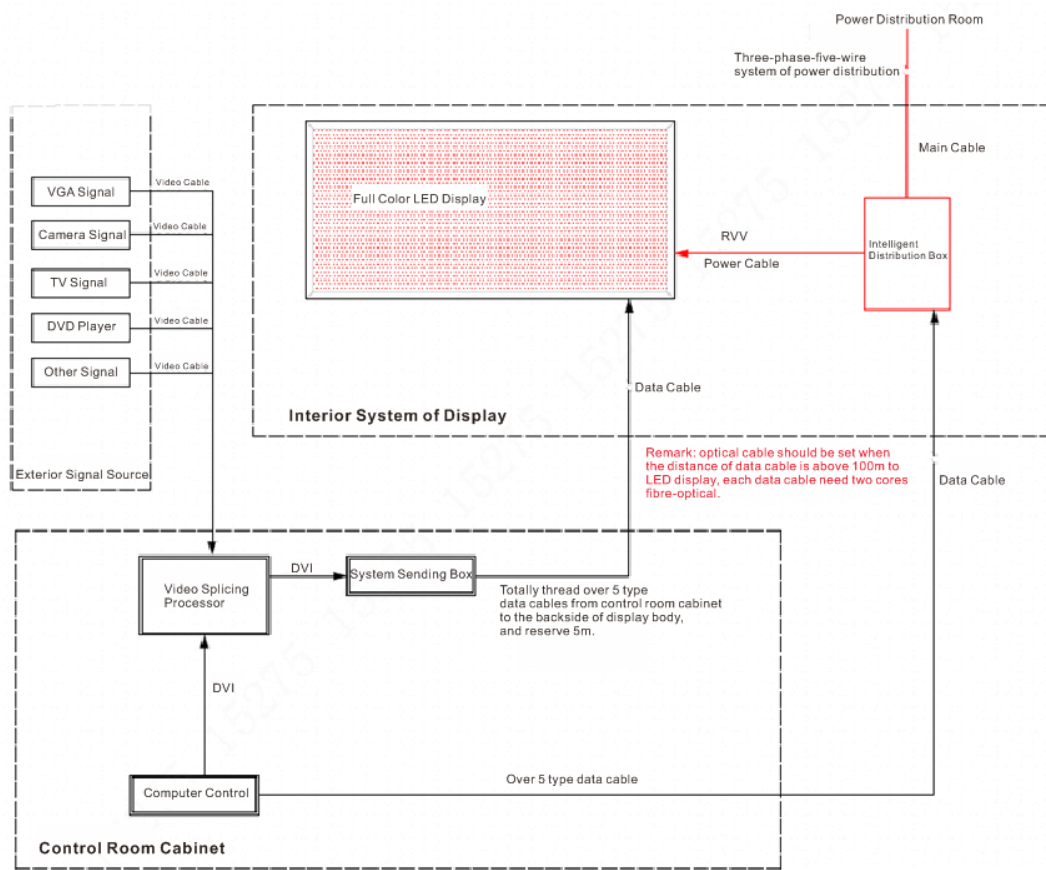 Power Distribution Room
Three-phase-five-wire
system of power distribution
Main Cable
VGA Signal
Video Cable
Camera Signal
Video Cable
TV Signal
Video Cable
DVD Player
Video Cable
Other Signal
Video Cable
Exterior Signal Source
Full Color LED Display
RVV
Power Cable
Intelligent
Distribution Box
Data Cable
Interior System of Display
Remark: optical cable should be set when
the distance of data cable is above 100m to
LED display, each data cable need two cores
fibre-optical.
Data Cable
Video Splicing
Processor
DVI
System Sending Box
Totally thread over 5 type
data cables from control room cabinet
to the backside of display body,
and reserve 5m.
DVI
Computer Control
Over 5 type data cable
Control Room Cabinet
15275 15275 15275
15275 15275 15275